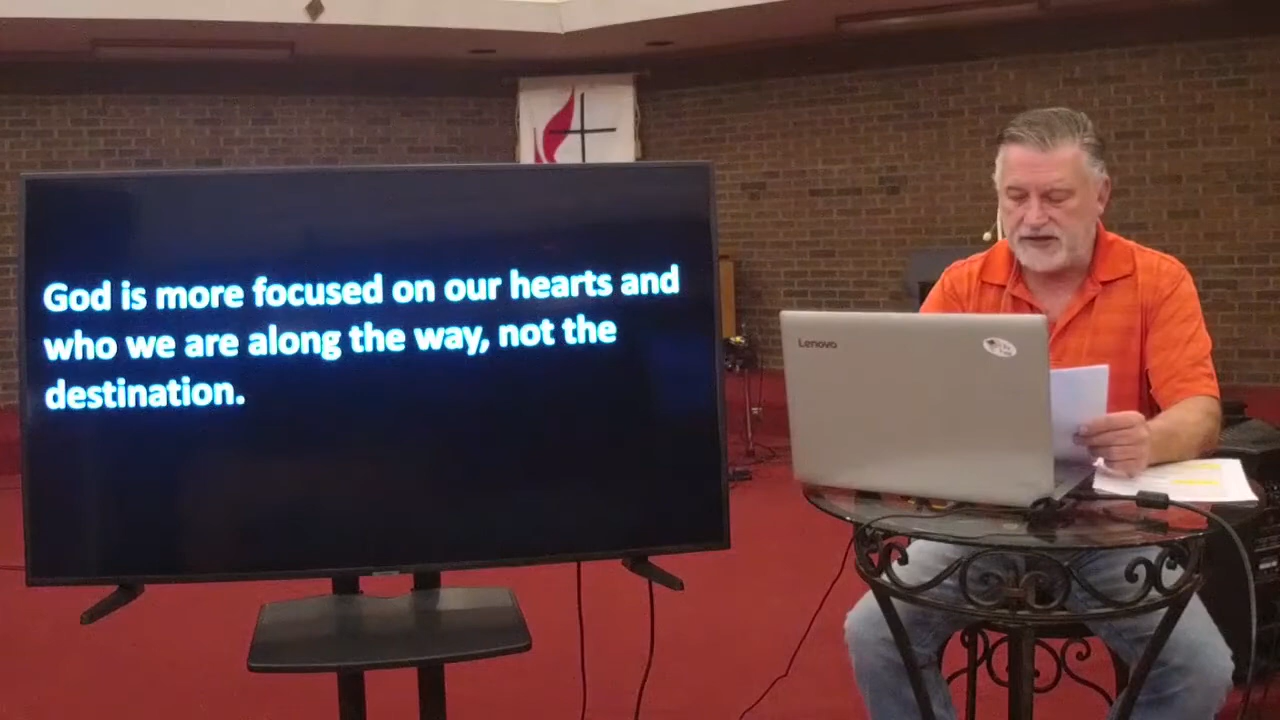 God is more focused on our hearts and
who we are along the way, not the
destination.
Lenovo